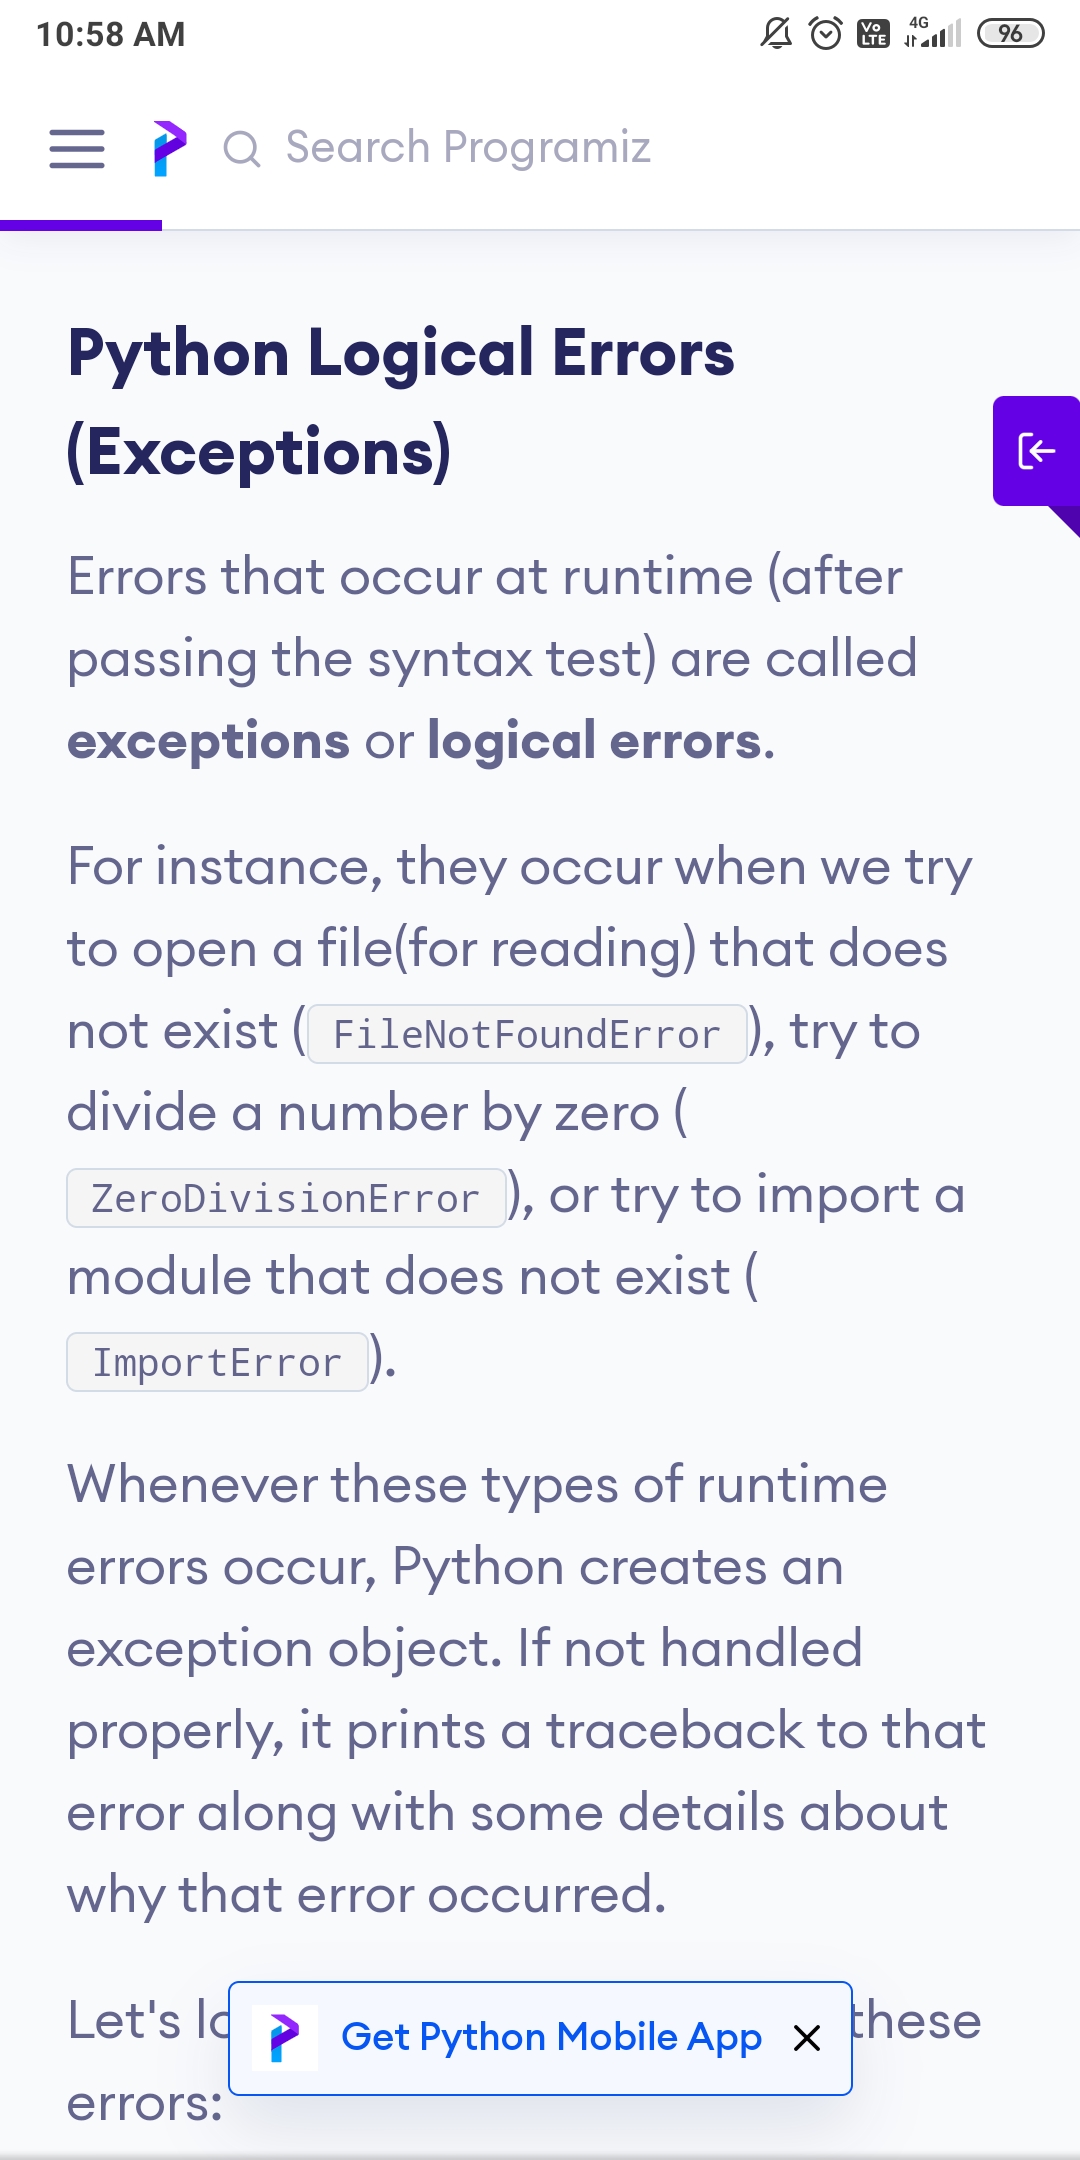 10:58 AM
Vo LTE 4G 96
Search Programiz
Python Logical Errors
(Exceptions)
Errors that occur at runtime (after
passing the syntax test) are called
exceptions or logical errors.
For instance, they occur when we try
to open a file(for reading) that does
not exist ( FileNotFoundError ), try to
divide a number by zero (
ZeroDivisionError ), or try to import a
module that does not exist (
ImportError ).
Whenever these types of runtime
errors occur, Python creates an
exception object. If not handled
properly, it prints a traceback to that
error along with some details about
why that error occurred.
Let's these
errors:
Get Python Mobile App